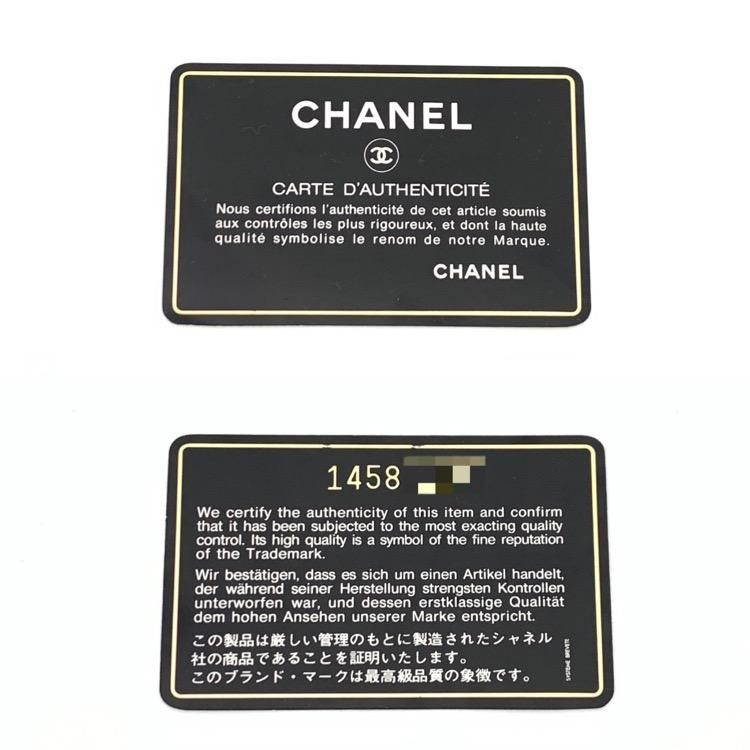 CHANEL
CARTE D'AUTHENTICITÉ
Nous certifions l'authenticité de cet article soumis
aux contrôles les plus rigoureux, et dont la haute
qualité symbolise le renom de notre Marque.
CHANEL
1458
We certify the authenticity of this item and confirm
that it has been subjected to the most exacting quality
control. Its high quality is a symbol of the fine reputation
of the Trademark.
Wir bestätigen, dass es sich um einen Artikel handelt,
der während seiner Herstellung strengsten Kontrollen
unterworfen war, und dessen erstklassige Qualität
dem hohen Ansehen unserer Marke entspricht.
この製品は厳しい管理のもとに製造されたシャネル
社の商品であることを証明いたします。
このブランド・マークは最高級品質の象徴です。
SYSTEME BREVETE